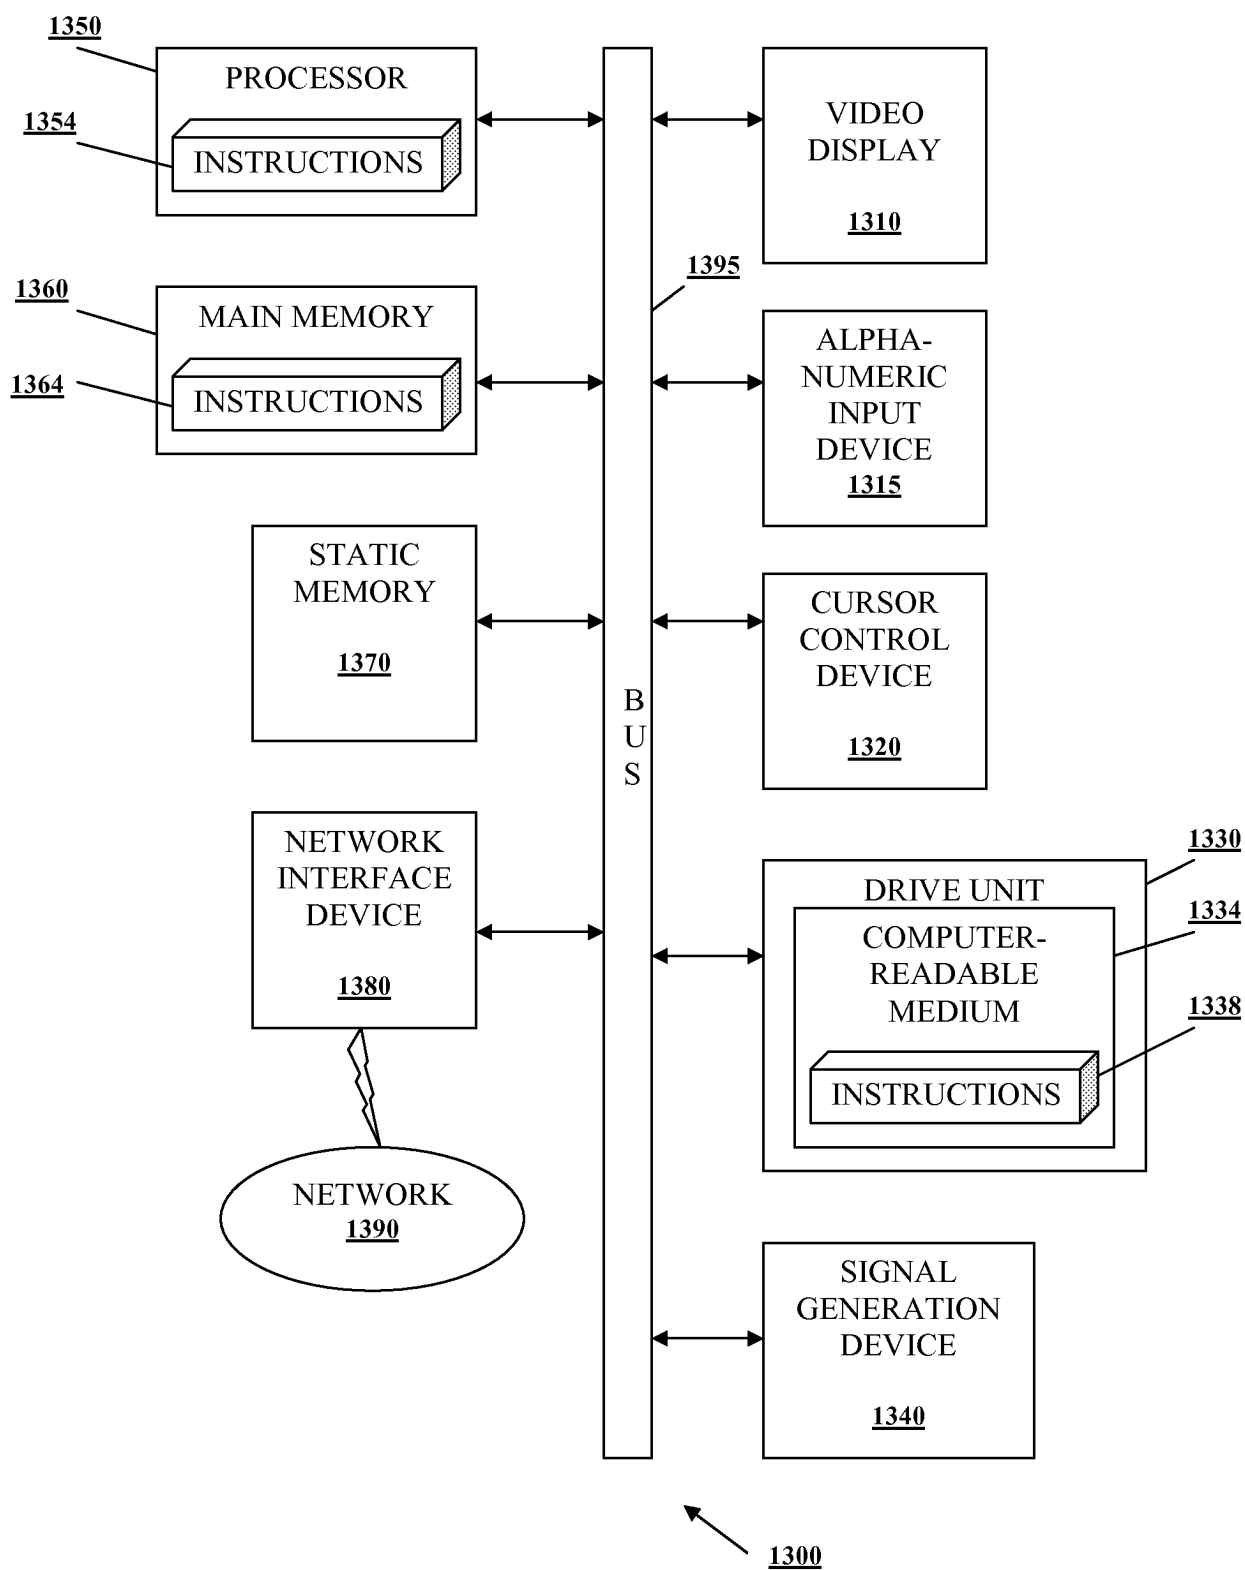 1350
PROCESSOR
1354
INSTRUCTIONS
1360
MAIN MEMORY
1364
INSTRUCTIONS
STATIC
MEMORY
1370
NETWORK
INTERFACE
DEVICE
1380
NETWORK
1390
B
U
S
1395
VIDEO
DISPLAY
1310
ALPHA-
NUMERIC
INPUT
DEVICE
1315
CURSOR
CONTROL
DEVICE
1320
1330
DRIVE UNIT
1334
COMPUTER-
READABLE
MEDIUM
1338
INSTRUCTIONS
SIGNAL
GENERATION
DEVICE
1340
1300